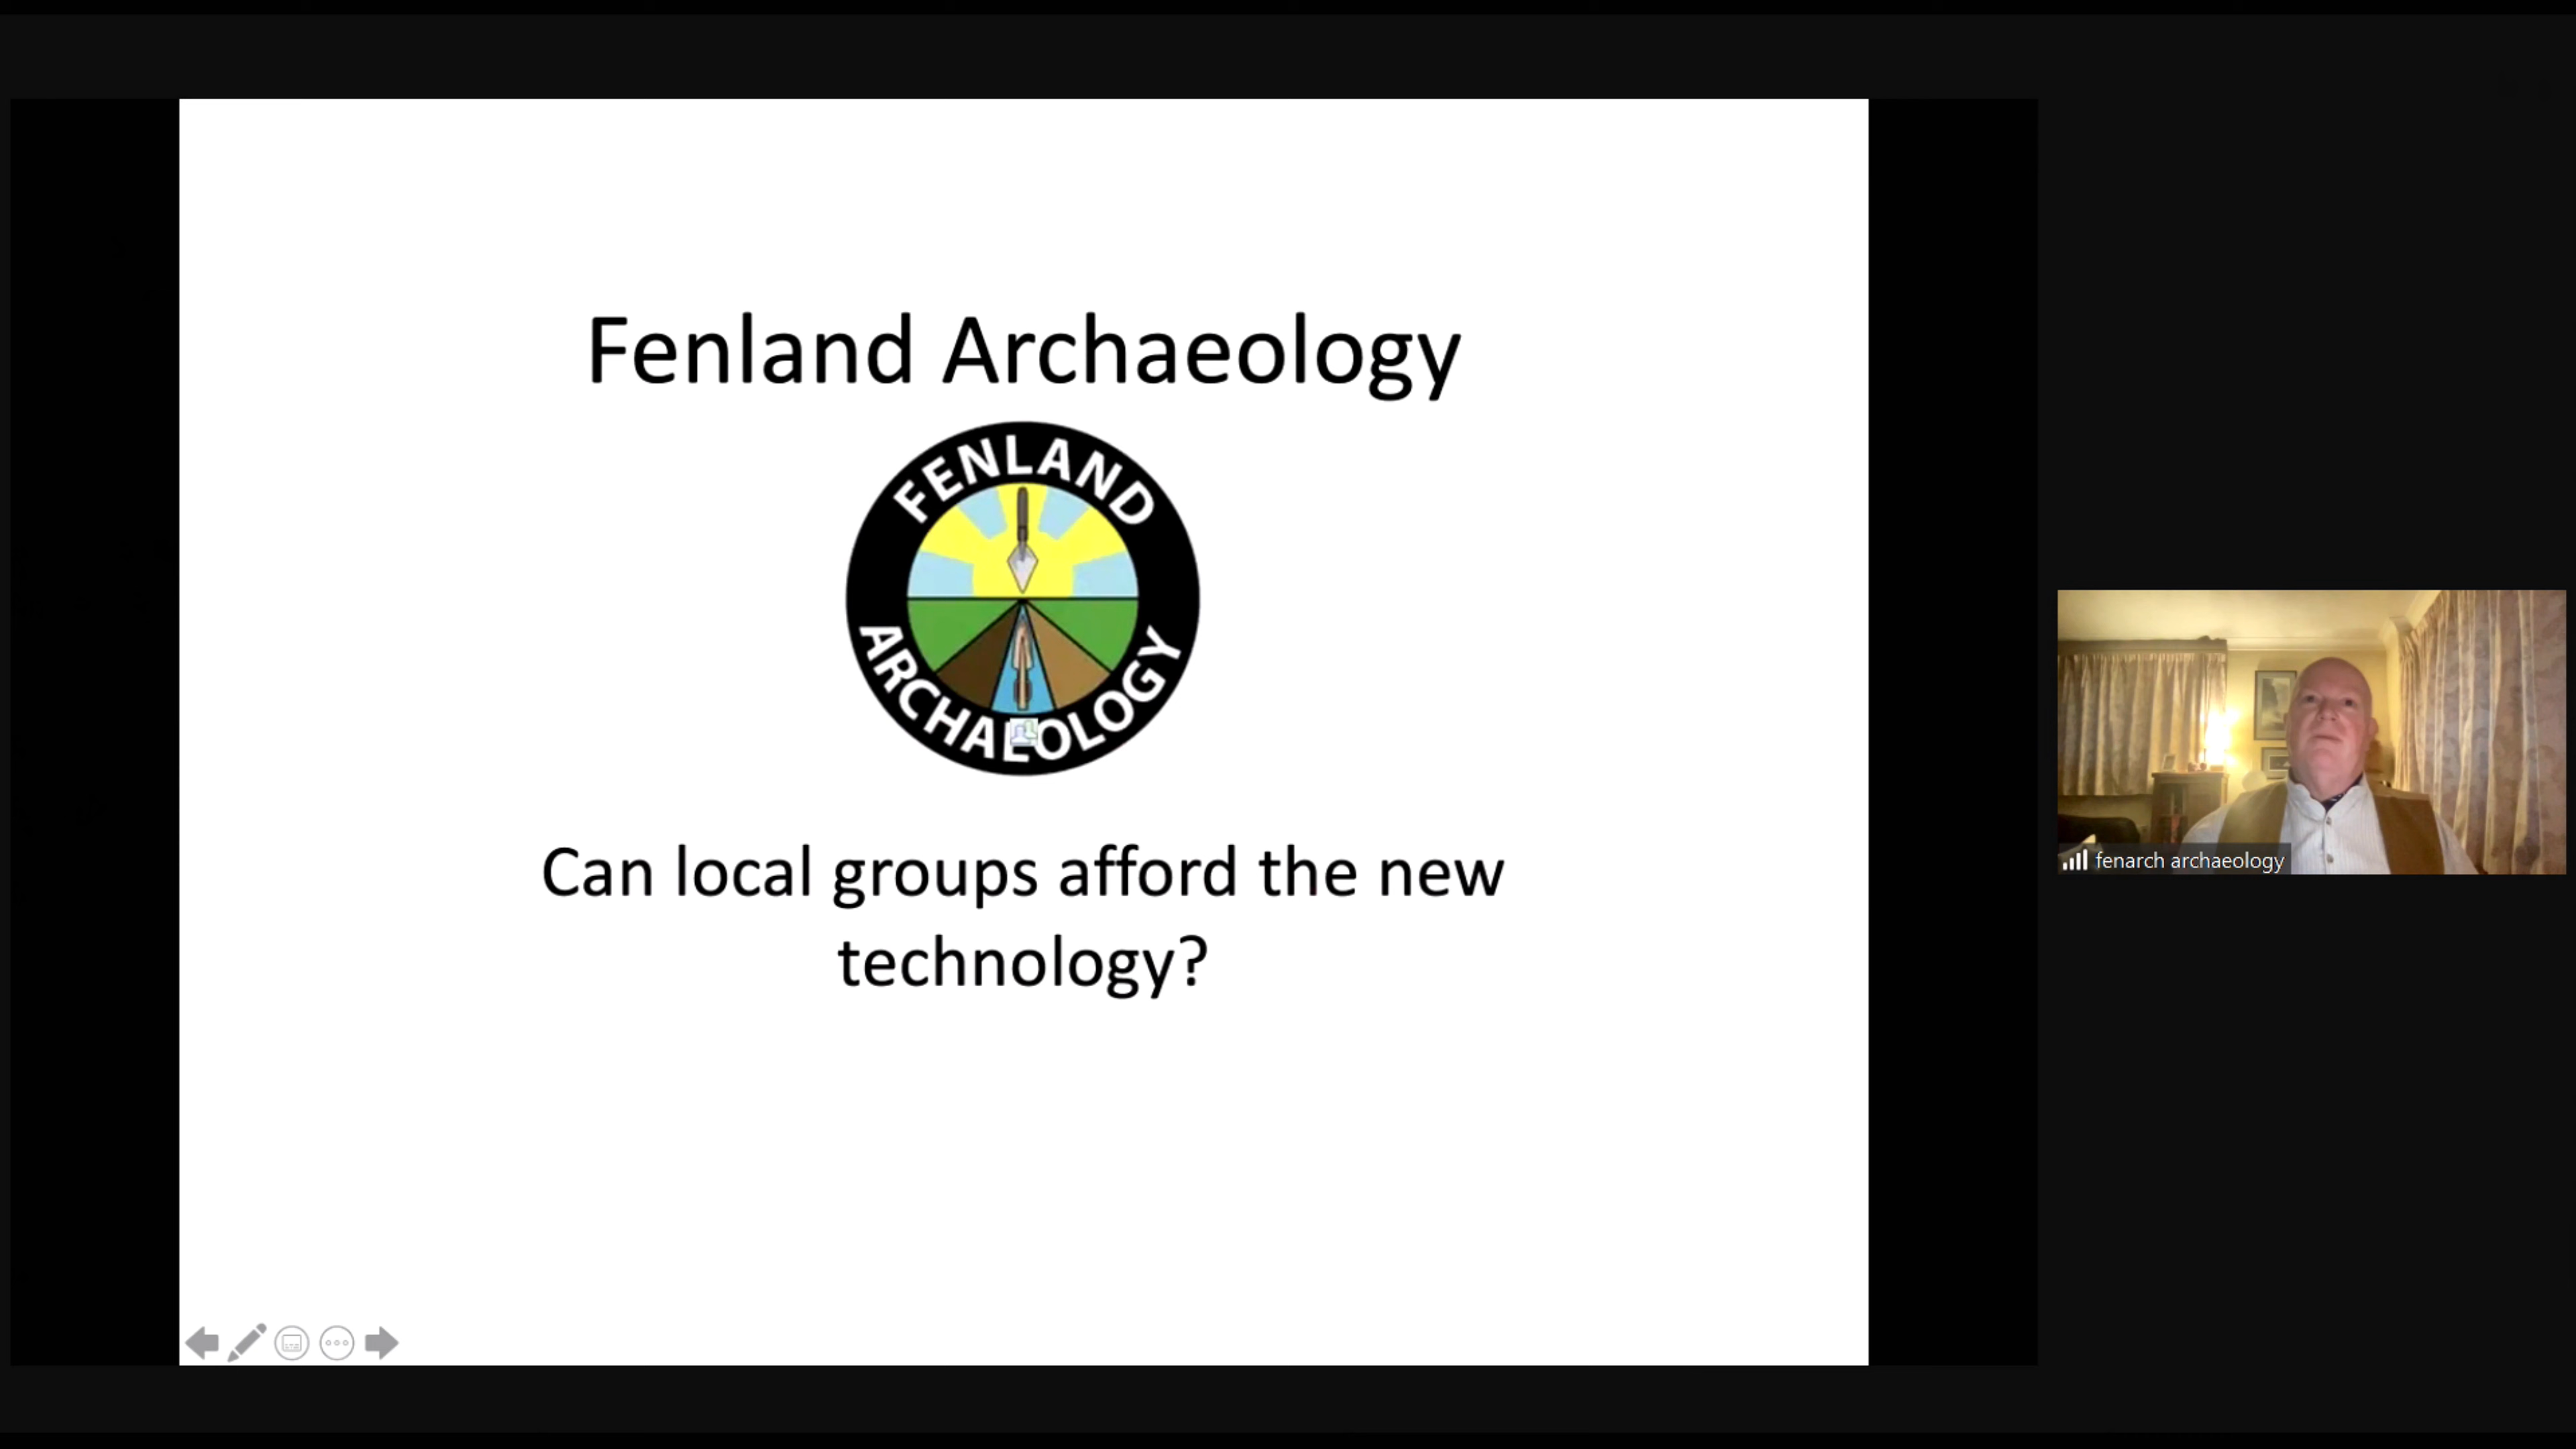 Fenland Archaeology
FENLAND
ARCHAEOLOGY
Can local groups afford the new
technology?
fenarch archaeology